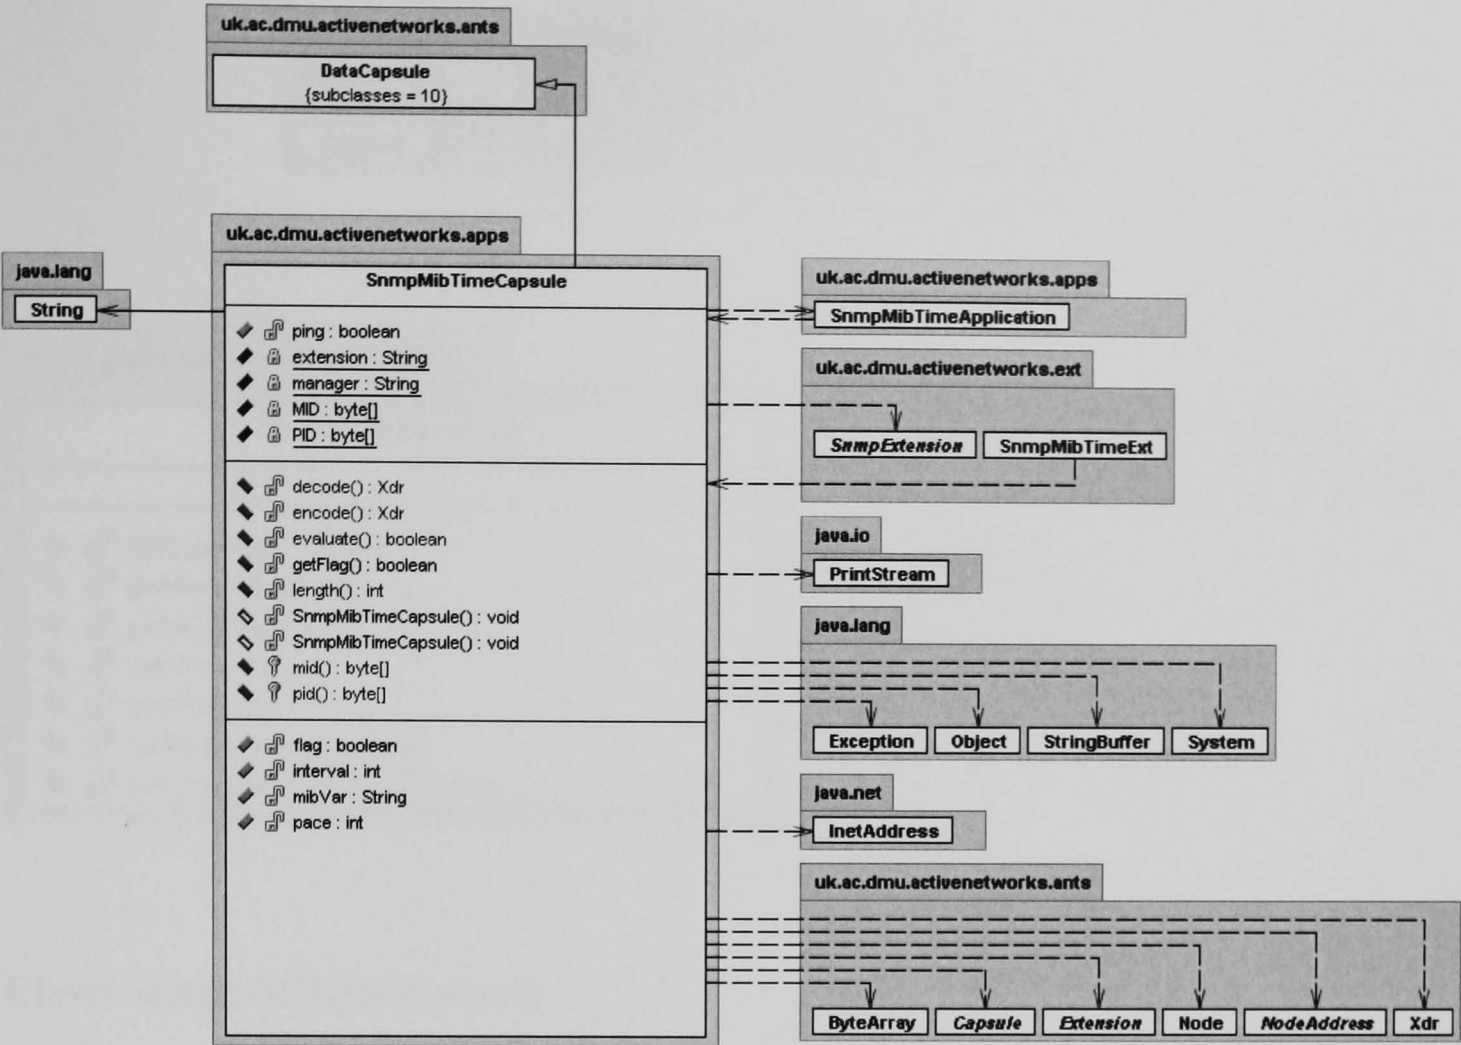 uk.ac.dmu.activenetworks.ants
DataCapsule
{subclasses = 10}
uk.ac.dmu.activenetworks.apps
java.lang
String
SnmpMibTimeCapsule
ping : boolean
extension : String
manager : String
MID : byte[]
PID : byte[]
decode() : Xdr
encode() : Xdr
evaluate() : boolean
getFlag() : boolean
length() : int
SnmpMibTimeCapsule() : void
SnmpMibTimeCapsule() : void
mid() : byte[]
pid() : byte[]
flag : boolean
interval : int
mibVar : String
pace : int
uk.ac.dmu.activenetworks.apps
SnmpMibTimeApplication
uk.ac.dmu.activenetworks.ext
SnmpExtension SnmpMibTimeExt
java.io
PrintStream
java.lang
Exception Object StringBuffer System
java.net
InetAddress
uk.ac.dmu.activenetworks.ants
ByteArray Capsule Extension Node NodeAddress Xdr